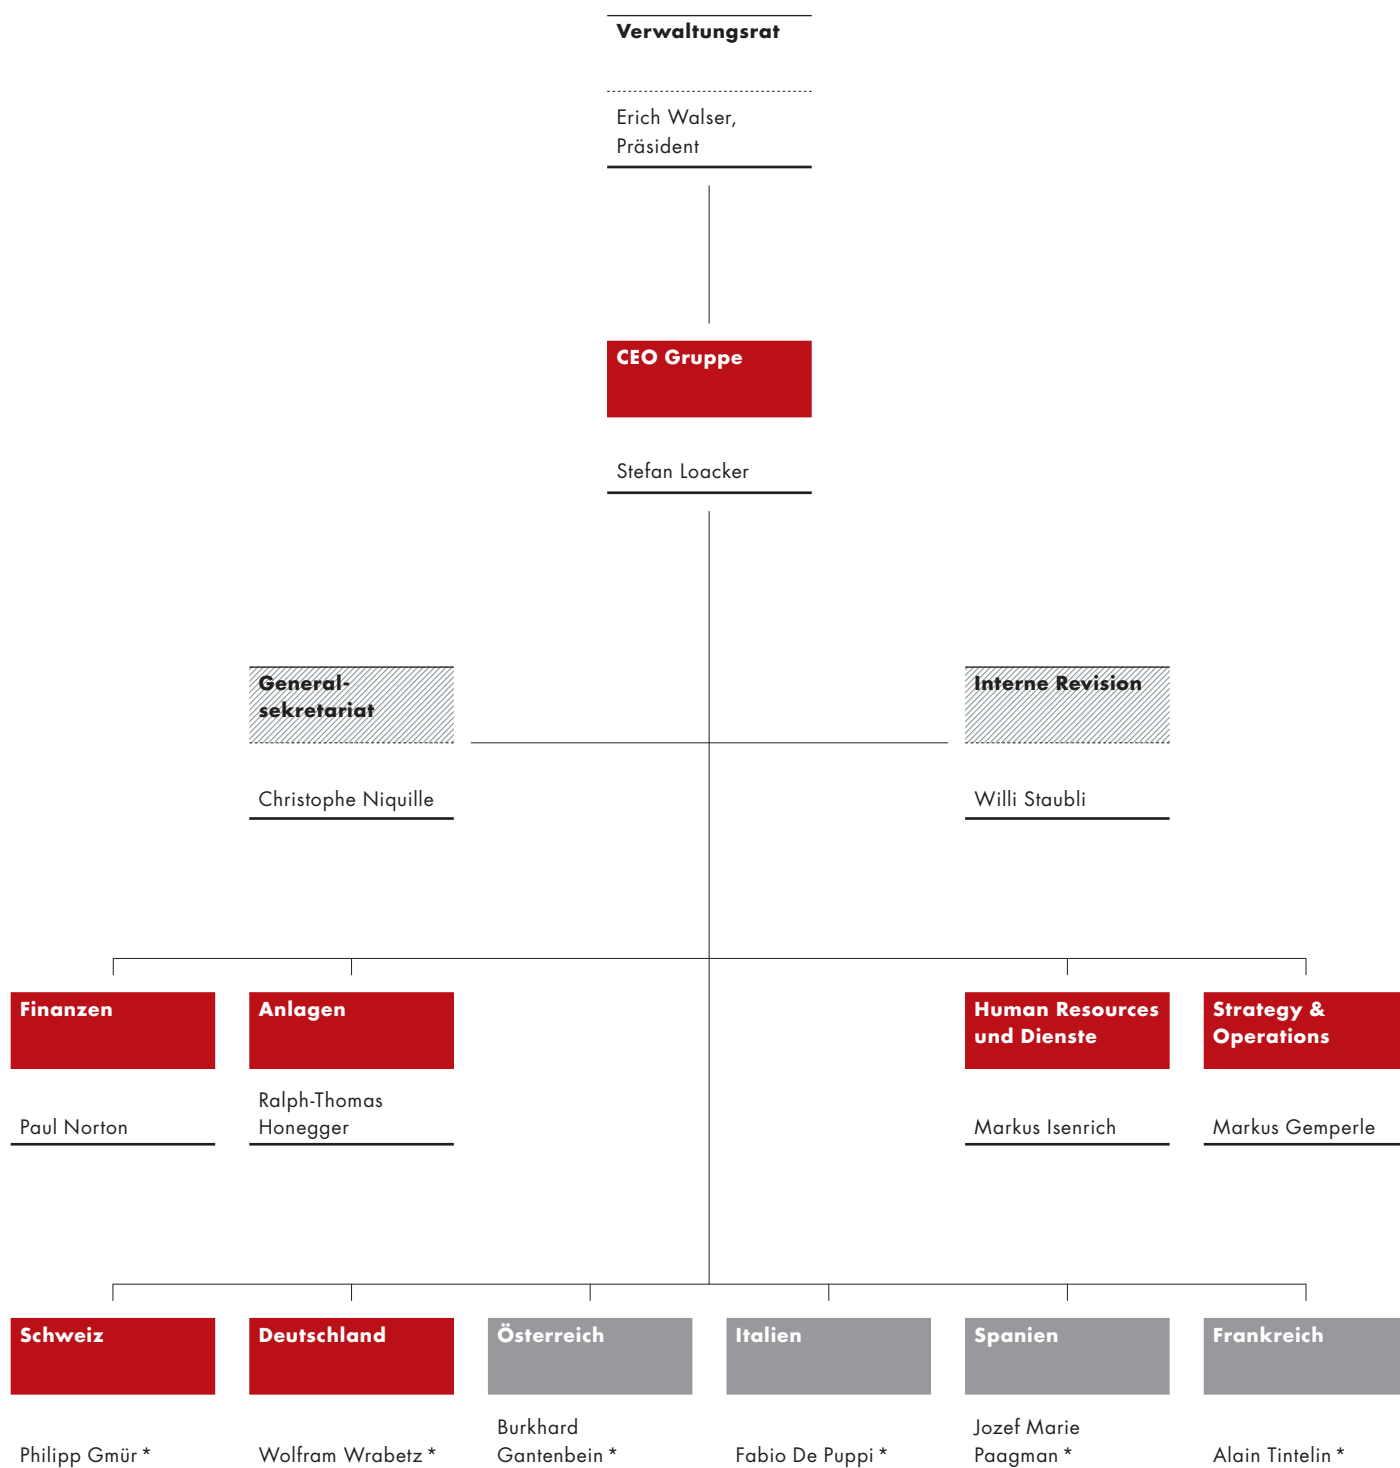 Verwaltungsrat
Erich Walser,
Präsident
CEO Gruppe
Stefan Loacker
General-
sekretariat
Christophe Niquille
Interne Revision
Willi Staubli
Finanzen
Paul Norton
Anlagen
Ralph-Thomas
Honegger
Human Resources
und Dienste
Markus Isenrich
Strategy &
Operations
Markus Gemperle
Schweiz
Philipp Gmür *
Deutschland
Wolfram Wrabetz *
Österreich
Burkhard
Gantenbein *
Italien
Fabio De Puppi *
Spanien
Jozef Marie
Paagman *
Frankreich
Alain Tintelin *